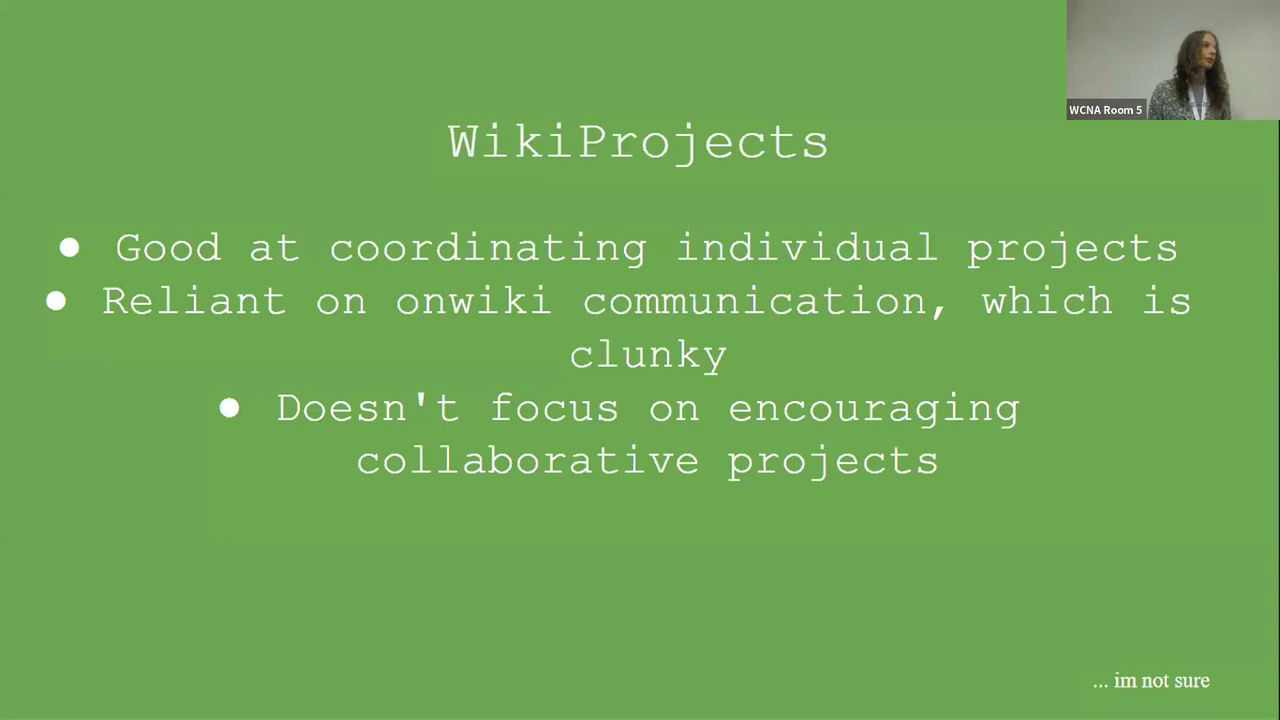 WCNA Room 5
WikiProjects
● Good at coordinating individual projects
● Reliant on onwiki communication, which is
clunky
● Doesn't focus on encouraging
collaborative projects
... im not sure